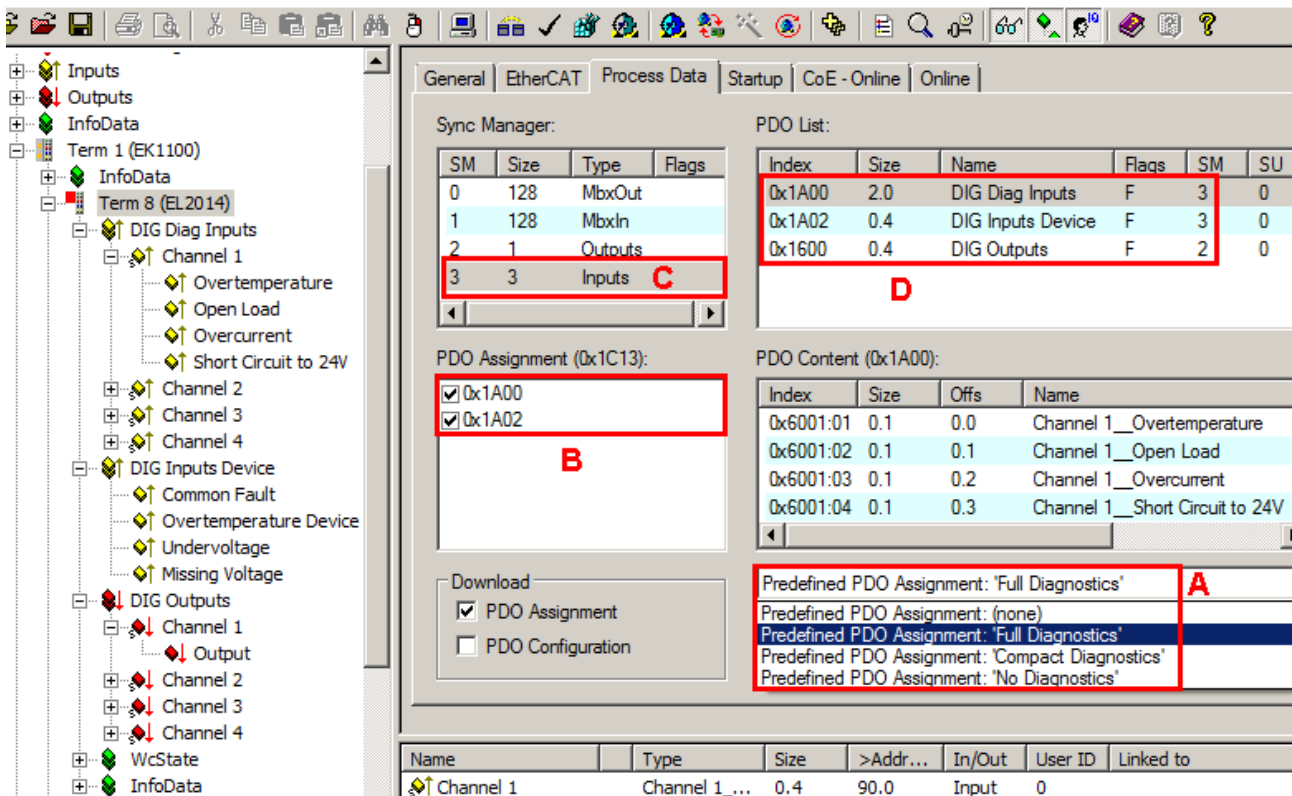 Inputs
Outputs
InfoData
Term 1 (EK1100)
InfoData
Term 8 (EL2014)
DIG Diag Inputs
Channel 1
Overtemperature
Open Load
Overcurrent
Short Circuit to 24V
Channel 2
Channel 3
Channel 4
DIG Inputs Device
Common Fault
Overtemperature Device
Undervoltage
Missing Voltage
DIG Outputs
Channel 1
Output
Channel 2
Channel 3
Channel 4
WcState
InfoData
General EtherCAT Process Data Startup CoE - Online Online
Sync Manager:
SM Size Type Flags
0 128 MbxOut
1 128 MbxIn
2 1 Outputs
3 3 Inputs C
PDO List:
Index Size Name Flags SM SU
0x1A00 2.0 DIG Diag Inputs F 3 0
0x1A02 0.4 DIG Inputs Device F 3 0
0x1600 0.4 DIG Outputs F 2 0
D
PDO Assignment (0x1C13):
0x1A00
0x1A02
B
PDO Content (0x1A00):
Index Size Offs Name
0x6001:01 0.1 0.0 Channel 1__Overtemperature
0x6001:02 0.1 0.1 Channel 1__Open Load
0x6001:03 0.1 0.2 Channel 1__Overcurrent
0x6001:04 0.1 0.3 Channel 1__Short Circuit to 24V
Download
PDO Assignment
PDO Configuration
Predefined PDO Assignment: 'Full Diagnostics' A
Predefined PDO Assignment: (none)
Predefined PDO Assignment: 'Full Diagnostics'
Predefined PDO Assignment: 'Compact Diagnostics'
Predefined PDO Assignment: 'No Diagnostics'
Name Type Size >Addr... In/Out User ID Linked to
Channel 1 Channel 1_... 0.4 90.0 Input 0